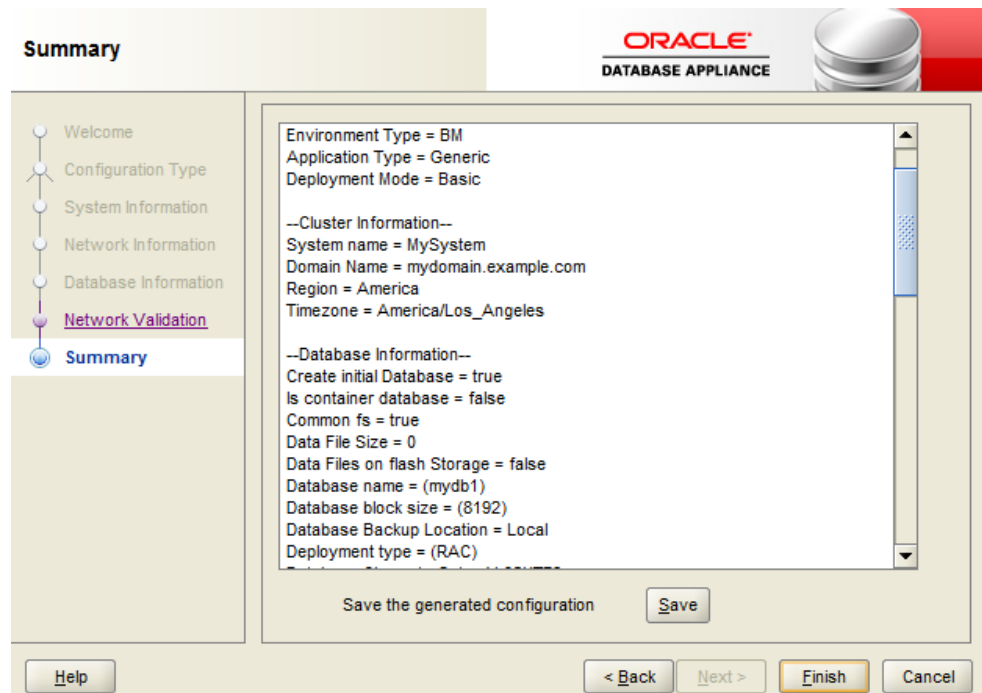 Summary
ORACLE
DATABASE APPLIANCE
Welcome
Configuration Type
System Information
Network Information
Database Information
Network Validation
Summary
Environment Type = BM
Application Type = Generic
Deployment Mode = Basic
--Cluster Information--
System name = MySystem
Domain Name = mydomain.example.com
Region = America
Timezone = America/Los_Angeles
--Database Information--
Create initial Database = true
Is container database = false
Common fs = true
Data File Size = 0
Data Files on flash Storage = false
Database name = (mydb1)
Database block size = (8192)
Database Backup Location = Local
Deployment type = (RAC)
Save the generated configuration
Save
Help
< Back
Next >
Finish
Cancel